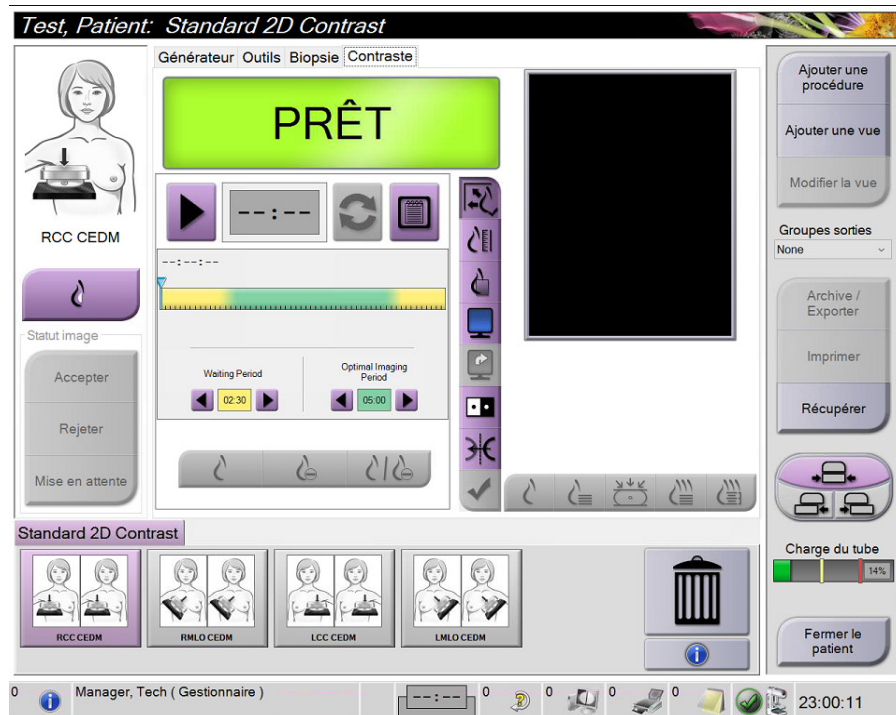 Test, Patient: Standard 2D Contrast
Générateur Outils Biopsie Contraste
PRÊT
RCC CEDM
--:--
--:--:--
Statut image
Accepter
Rejeter
Mise en attente
Waiting Period
02:30
Optimal Imaging
Period
05:00
Ajouter une
procédure
Ajouter une vue
Modifier la vue
Groupes sorties
None
Archive /
Exporter
Imprimer
Récupérer
Charge du tube
14%
Fermer le
patient
Standard 2D Contrast
RCC CEDM
RMLO CEDM
LCC CEDM
LMLO CEDM
0 Manager, Tech ( Gestionnaire ) --:-- 0 0 0 0 23:00:11